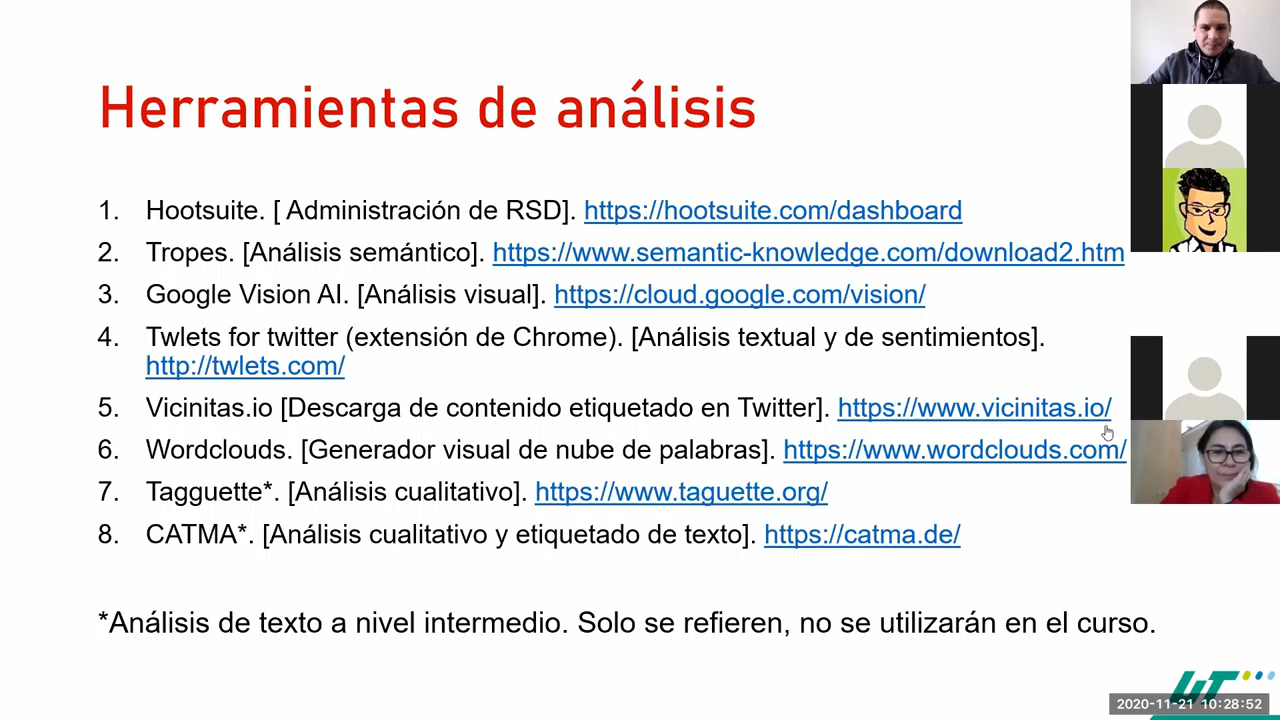 Herramientas de análisis
1. Hootsuite. [ Administración de RSD]. https://hootsuite.com/dashboard
2. Tropes. [Análisis semántico]. https://www.semantic-knowledge.com/download2.htm
3. Google Vision AI. [Análisis visual]. https://cloud.google.com/vision/
4. Twlets for twitter (extensión de Chrome). [Análisis textual y de sentimientos].
http://twlets.com/
5. Vicinitas.io [Descarga de contenido etiquetado en Twitter]. https://www.vicinitas.io/
6. Wordclouds. [Generador visual de nube de palabras]. https://www.wordclouds.com/
7. Tagguette*. [Análisis cualitativo]. https://www.taguette.org/
8. CATMA*. [Análisis cualitativo y etiquetado de texto]. https://catma.de/
*Análisis de texto a nivel intermedio. Solo se refieren, no se utilizarán en el curso.
2020-11-21 10:28:52